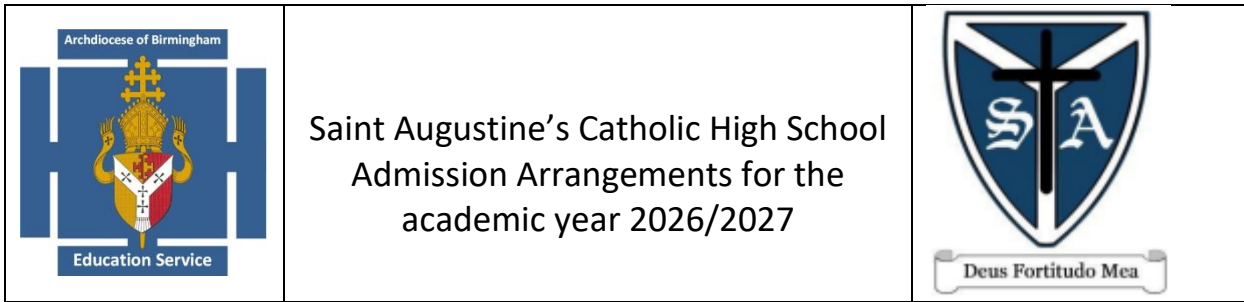 Archdiocese of Birmingham
Education Service
Saint Augustine’s Catholic High School
Admission Arrangements for the
academic year 2026/2027
S A
Deus Fortitudo Mea